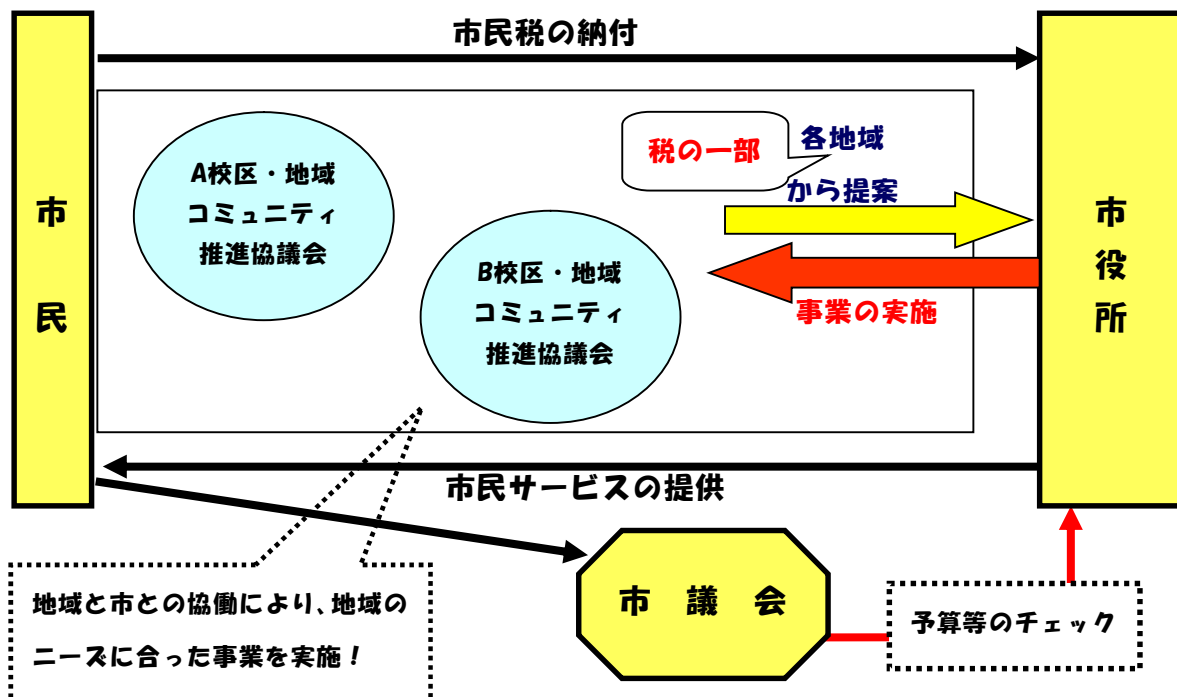 市民税の納付
市民
A校区・地域
コミュニティ
推進協議会
B校区・地域
コミュニティ
推進協議会
税の一部
各地域
から提案
事業の実施
市役所
市民サービスの提供
地域と市との協働により、地域の
ニーズに合った事業を実施！
市 議 会
予算等のチェック